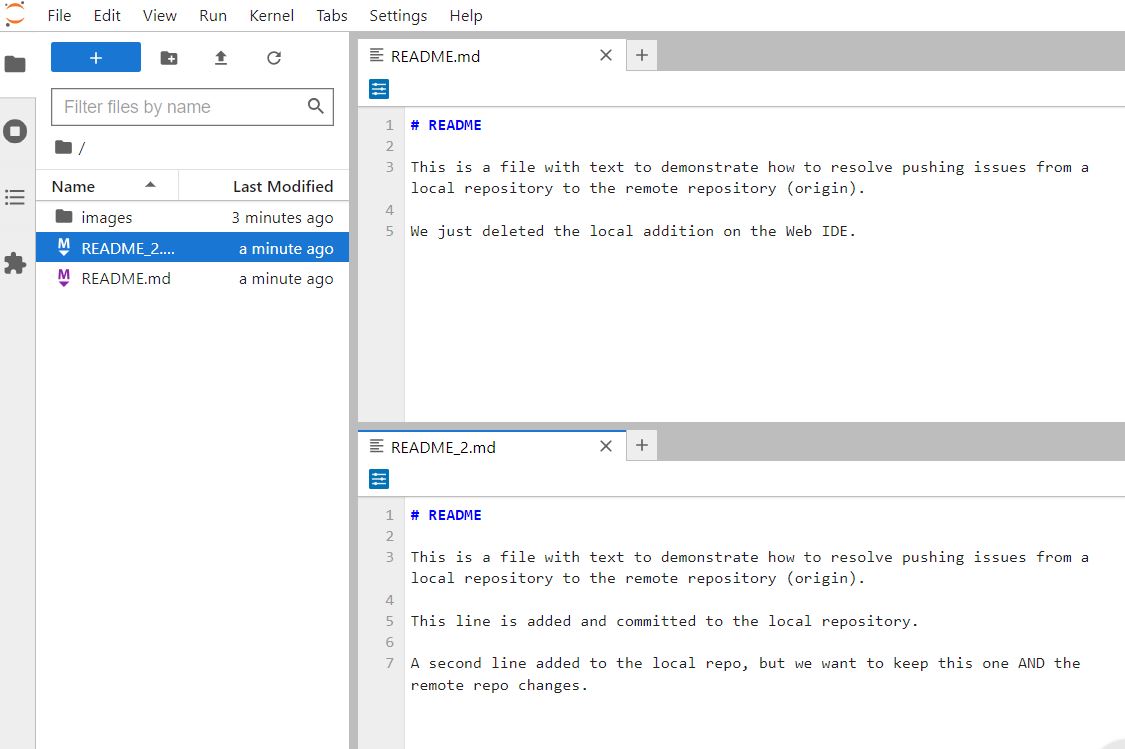 File Edit View Run Kernel Tabs Settings Help
+
Filter files by name
/
Name Last Modified
images 3 minutes ago
README_2.... a minute ago
README.md a minute ago
README.md +
1 # README
2
3 This is a file with text to demonstrate how to resolve pushing issues from a
local repository to the remote repository (origin).
4
5 We just deleted the local addition on the Web IDE.
README_2.md +
1 # README
2
3 This is a file with text to demonstrate how to resolve pushing issues from a
local repository to the remote repository (origin).
4
5 This line is added and committed to the local repository.
6
7 A second line added to the local repo, but we want to keep this one AND the
remote repo changes.